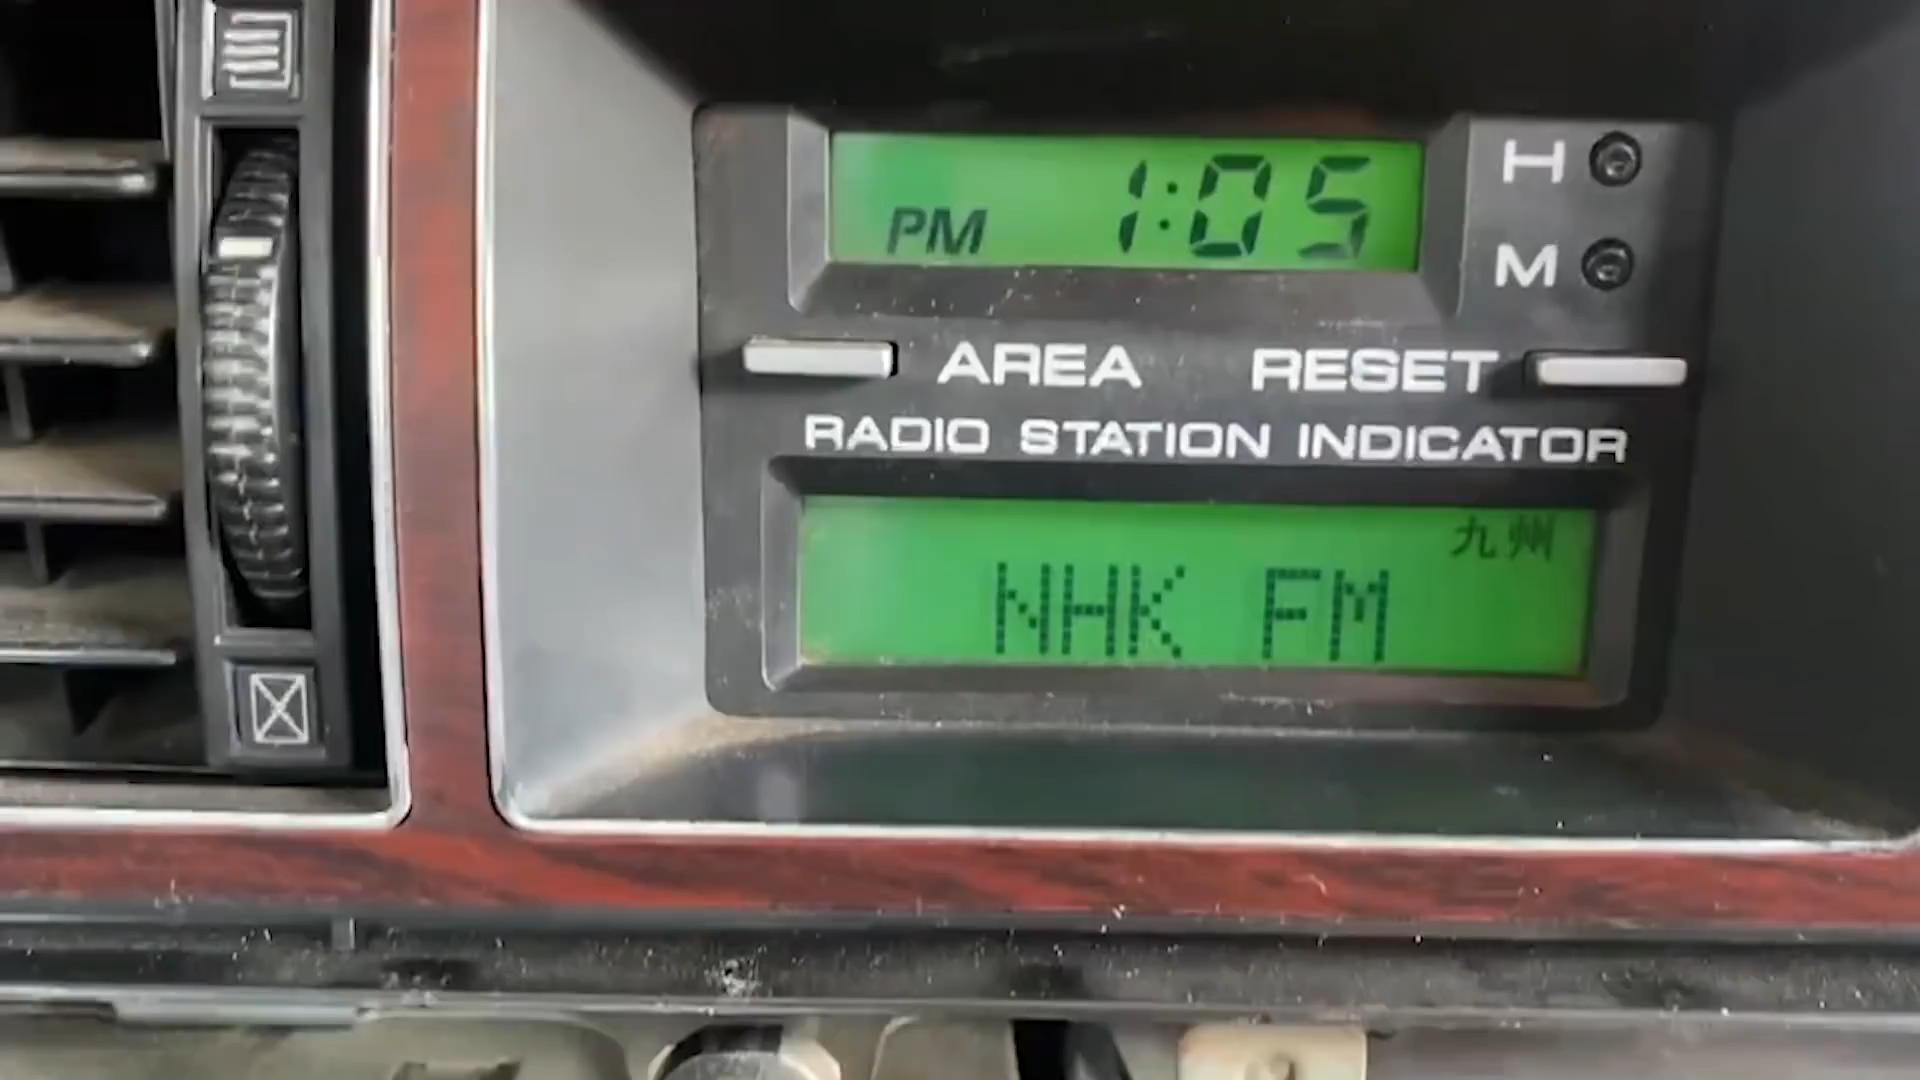 PM 1:05
H
M
AREA RESET
RADIO STATION INDICATOR
九州
NHK FM